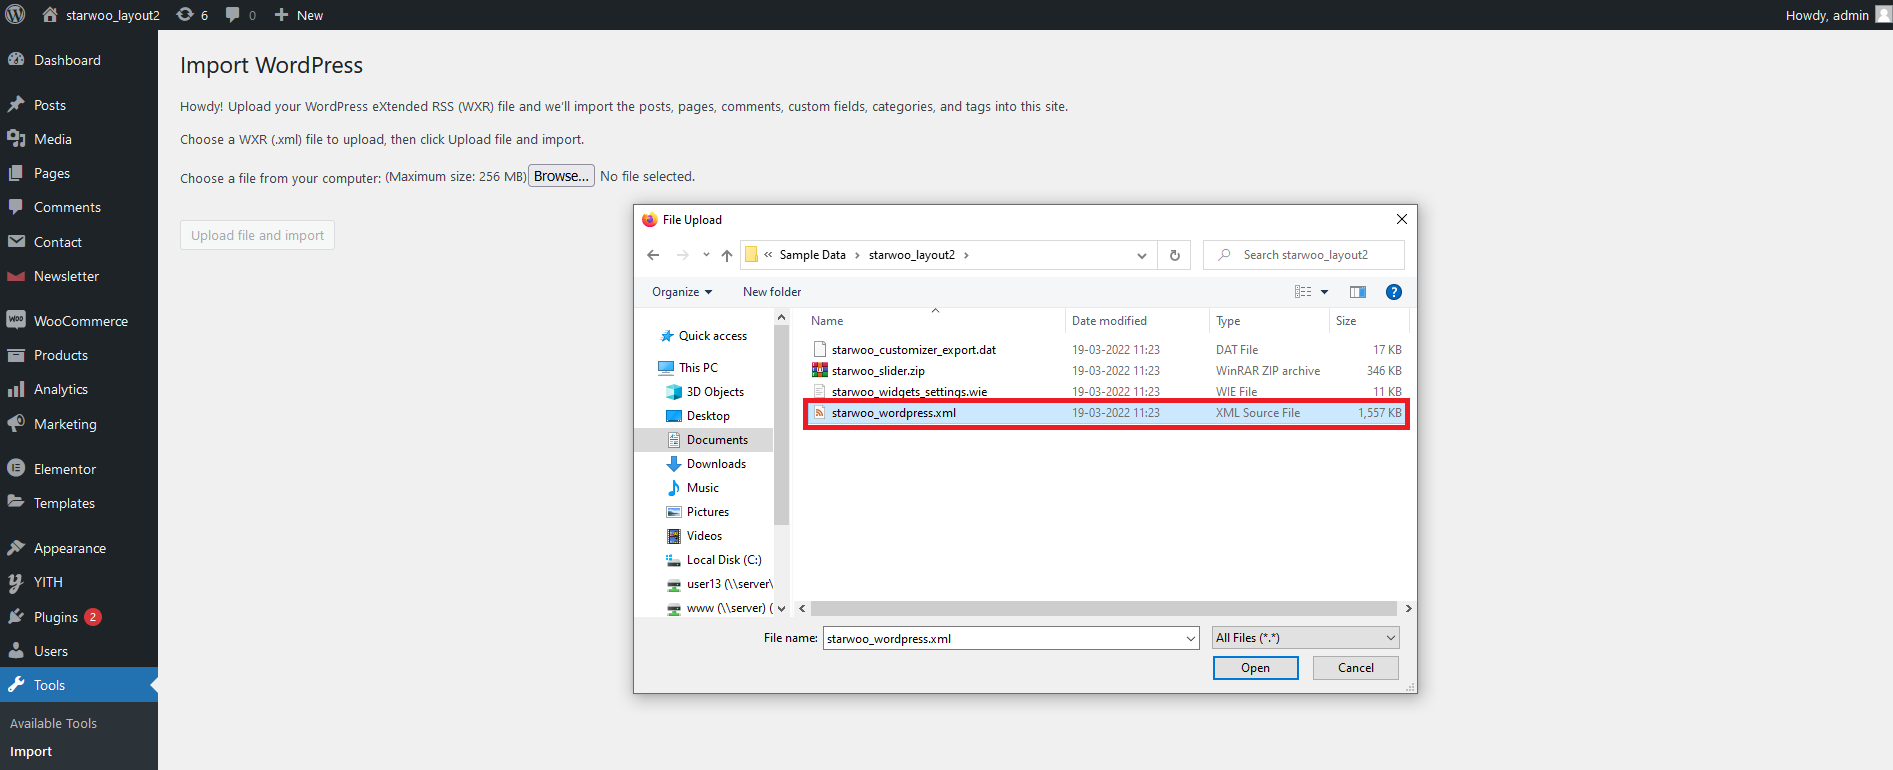 starwoo_layout2 6 0 New Howdy, admin
Dashboard
Posts
Media
Pages
Comments
Contact
Newsletter
WooCommerce
Products
Analytics
Marketing
Elementor
Templates
Appearance
YITH
Plugins 2
Users
Tools
Available Tools
Import
Import WordPress
Howdy! Upload your WordPress eXtended RSS (WXR) file and we'll import the posts, pages, comments, custom fields, categories, and tags into this site.
Choose a WXR (.xml) file to upload, then click Upload file and import.
Choose a file from your computer: (Maximum size: 256 MB) Browse... No file selected.
Upload file and import
File Upload
« Sample Data › starwoo_layout2 › Search starwoo_layout2
Organize New folder ?
Quick access
This PC
3D Objects
Desktop
Documents
Downloads
Music
Pictures
Videos
Local Disk (C:)
user13 (\\server\
www (\\server) (
Name Date modified Type Size
starwoo_customizer_export.dat 19-03-2022 11:23 DAT File 17 KB
starwoo_slider.zip 19-03-2022 11:23 WinRAR ZIP archive 346 KB
starwoo_widgets_settings.wie 19-03-2022 11:23 WIE File 11 KB
starwoo_wordpress.xml 19-03-2022 11:23 XML Source File 1,557 KB
File name: starwoo_wordpress.xml All Files (*.*)
Open Cancel